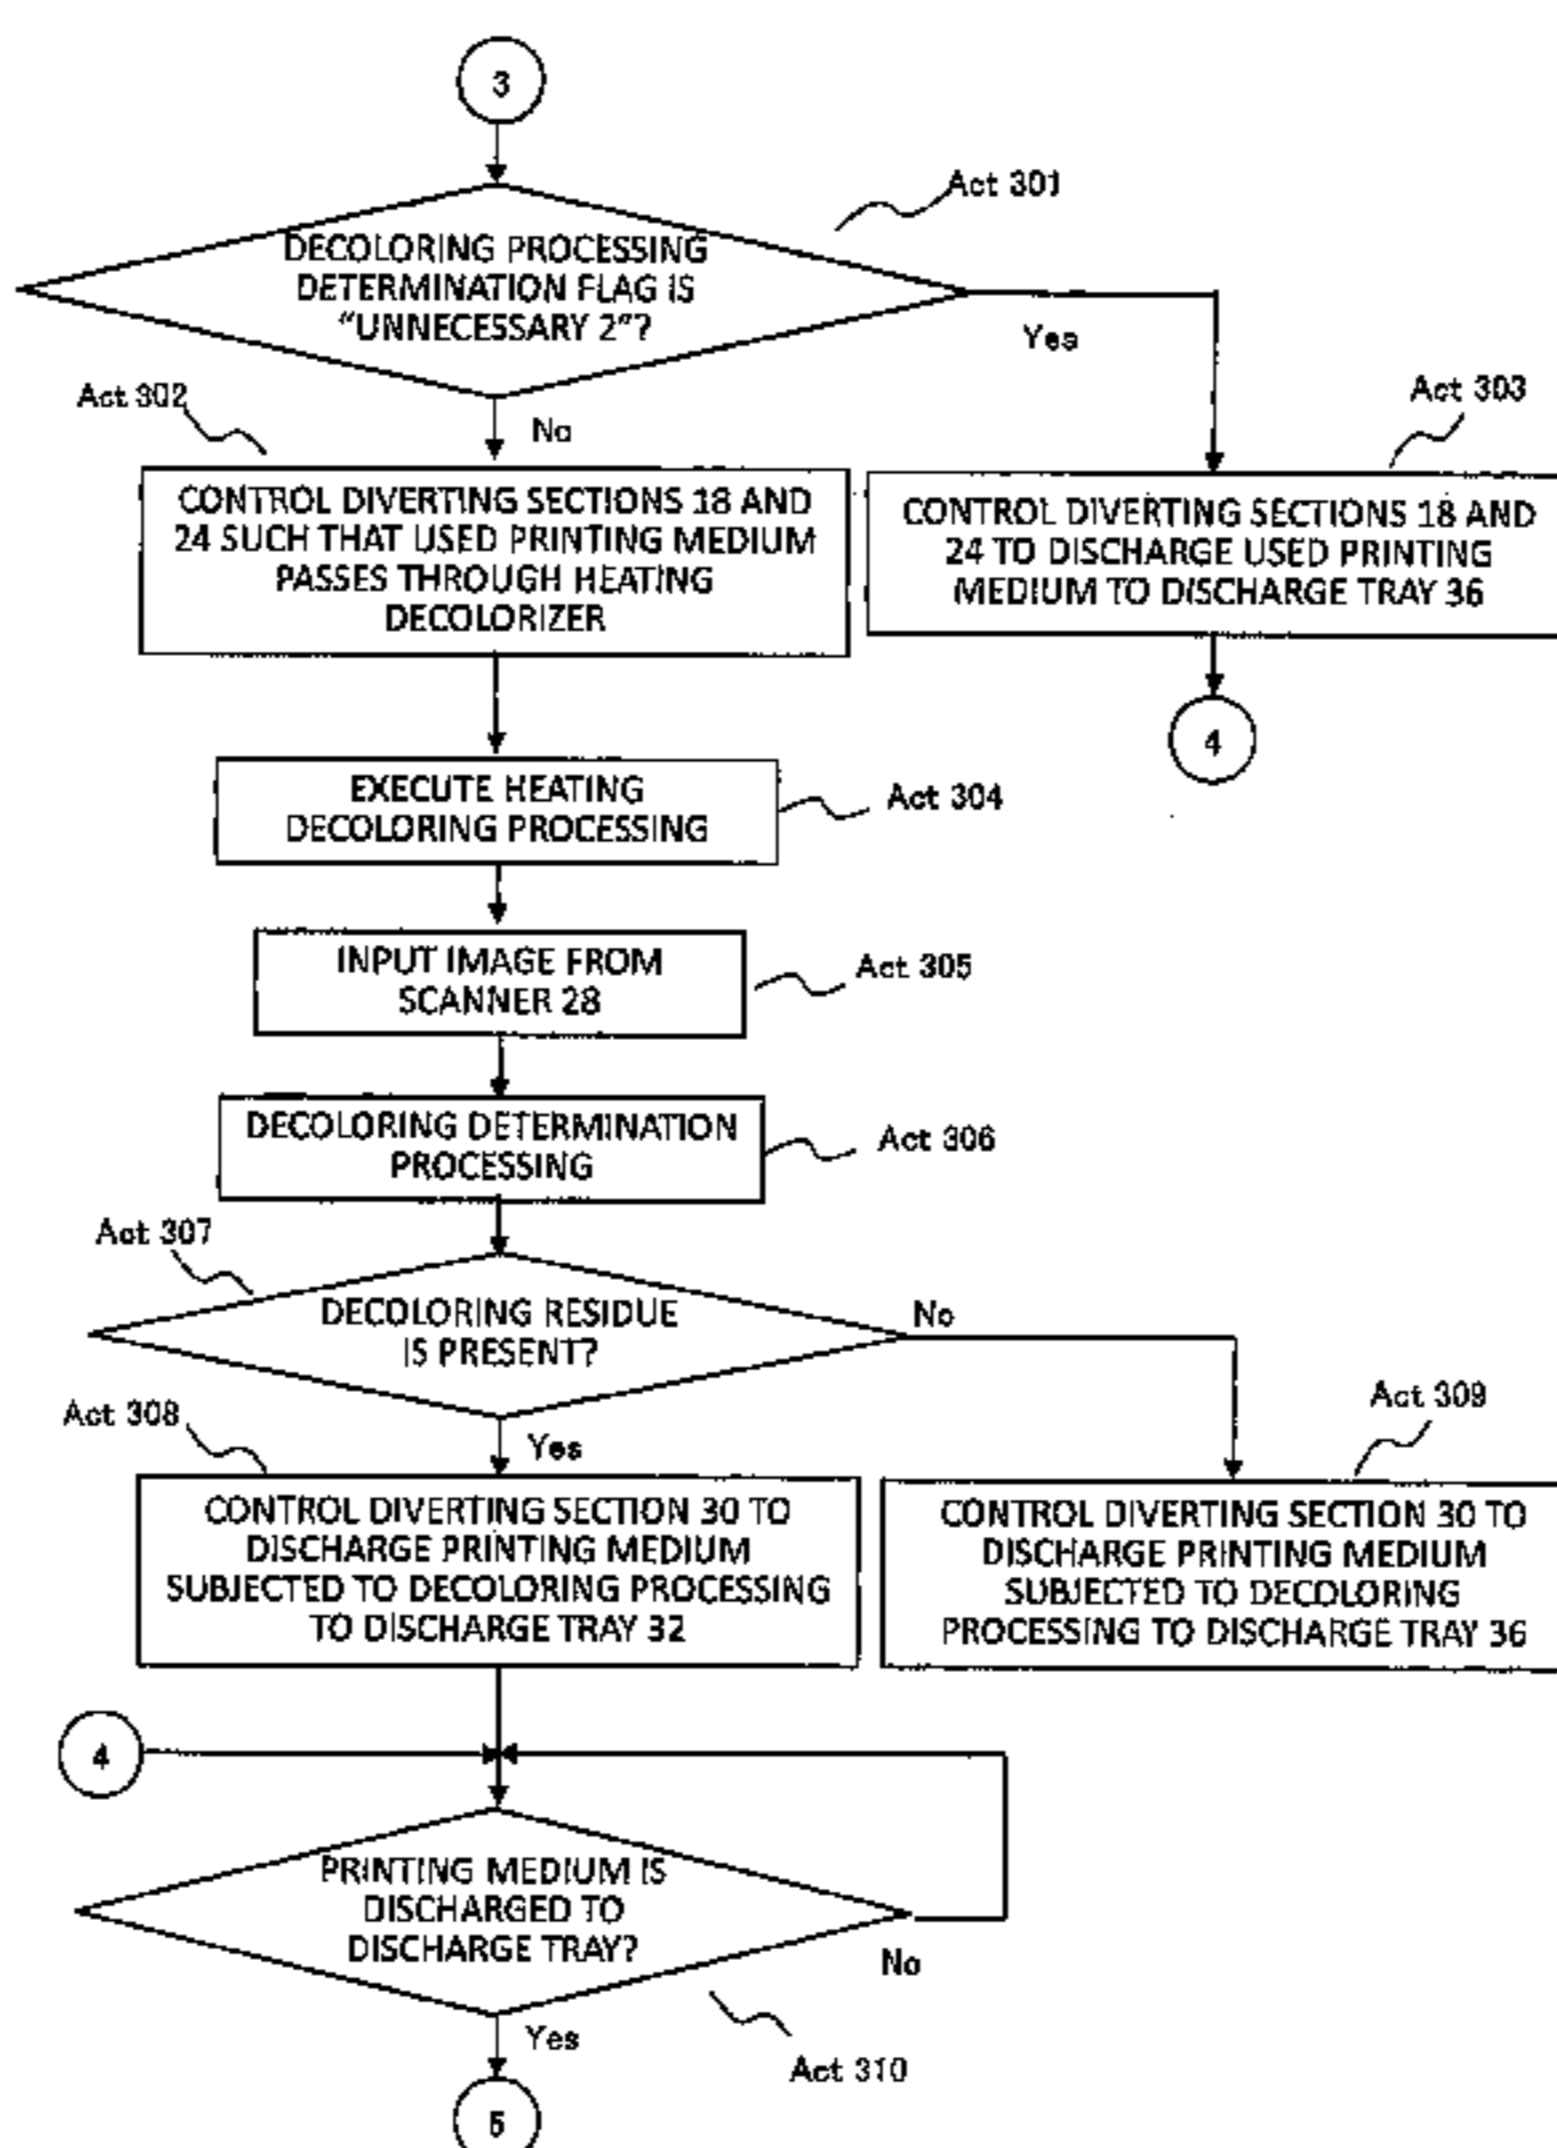 3
Act 301
DECOLORING PROCESSING
DETERMINATION FLAG IS
"UNNECESSARY 2"?
Yes
Act 302
No
Act 303
CONTROL DIVERTING SECTIONS 18 AND
24 SUCH THAT USED PRINTING MEDIUM
PASSES THROUGH HEATING
DECOLORIZER
CONTROL DIVERTING SECTIONS 18 AND
24 TO DISCHARGE USED PRINTING
MEDIUM TO DISCHARGE TRAY 36
4
EXECUTE HEATING
DECOLORING PROCESSING
Act 304
INPUT IMAGE FROM
SCANNER 28
Act 305
DECOLORING DETERMINATION
PROCESSING
Act 306
Act 307
DECOLORING RESIDUE
IS PRESENT?
No
Act 308
Yes
Act 309
CONTROL DIVERTING SECTION 30 TO
DISCHARGE PRINTING MEDIUM
SUBJECTED TO DECOLORING PROCESSING
TO DISCHARGE TRAY 32
CONTROL DIVERTING SECTION 30 TO
DISCHARGE PRINTING MEDIUM
SUBJECTED TO DECOLORING
PROCESSING TO DISCHARGE TRAY 36
4
PRINTING MEDIUM IS
DISCHARGED TO
DISCHARGE TRAY?
No
Yes
Act 310
5